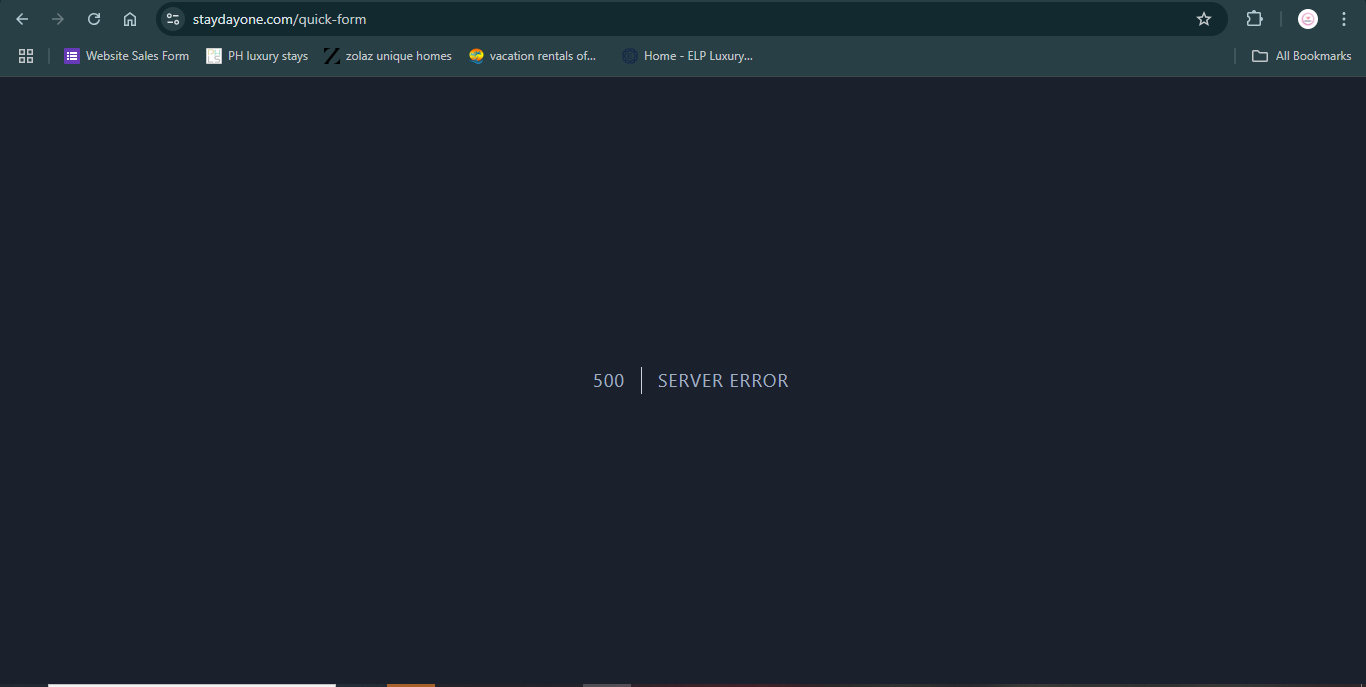 staydayone.com/quick-form
Website Sales Form PH luxury stays zolaz unique homes vacation rentals of... Home - ELP Luxury... All Bookmarks
500 SERVER ERROR